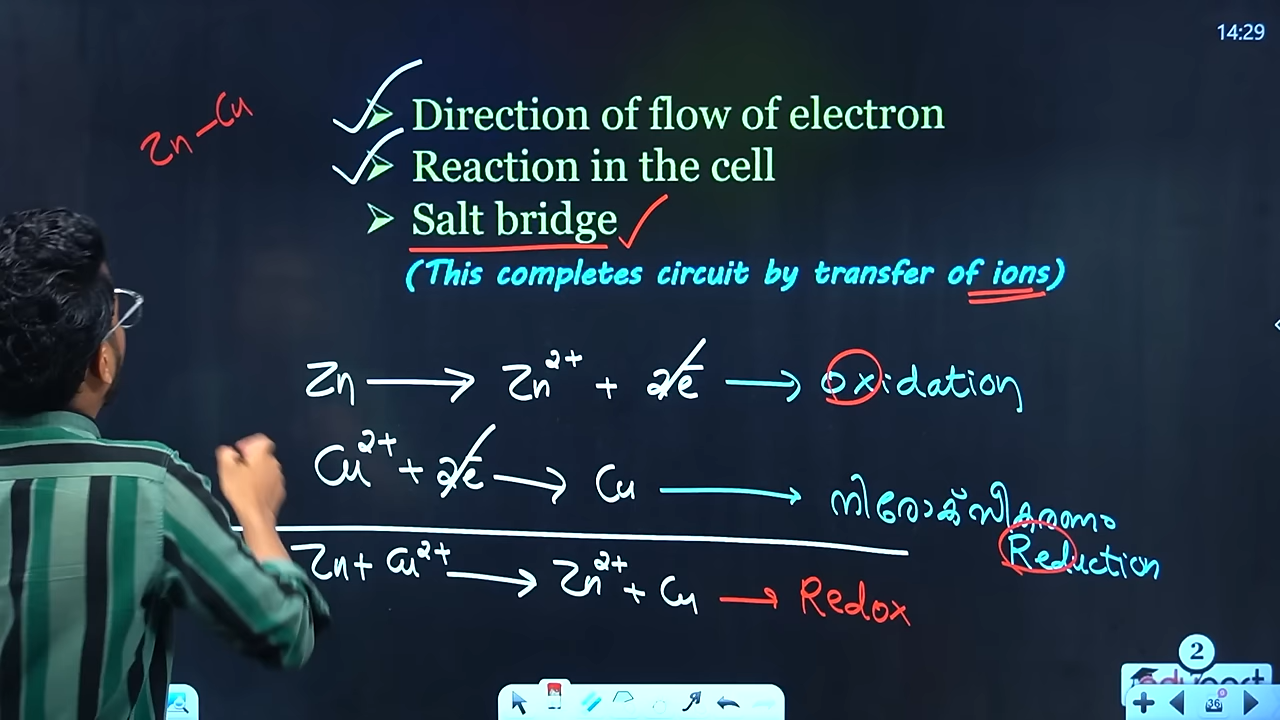 14:29
Zn-Cu
➤ Direction of flow of electron
➤ Reaction in the cell
➤ Salt bridge
(This completes circuit by transfer of ions)
Zn ⟶ Zn²⁺ + 2e ⟶ oxidation
Cu²⁺ + 2e ⟶ Cu ⟶ നിരോക്സീകരണം
Reduction
Zn + Cu²⁺ ⟶ Zn²⁺ + Cu ⟶ Redox
2
36